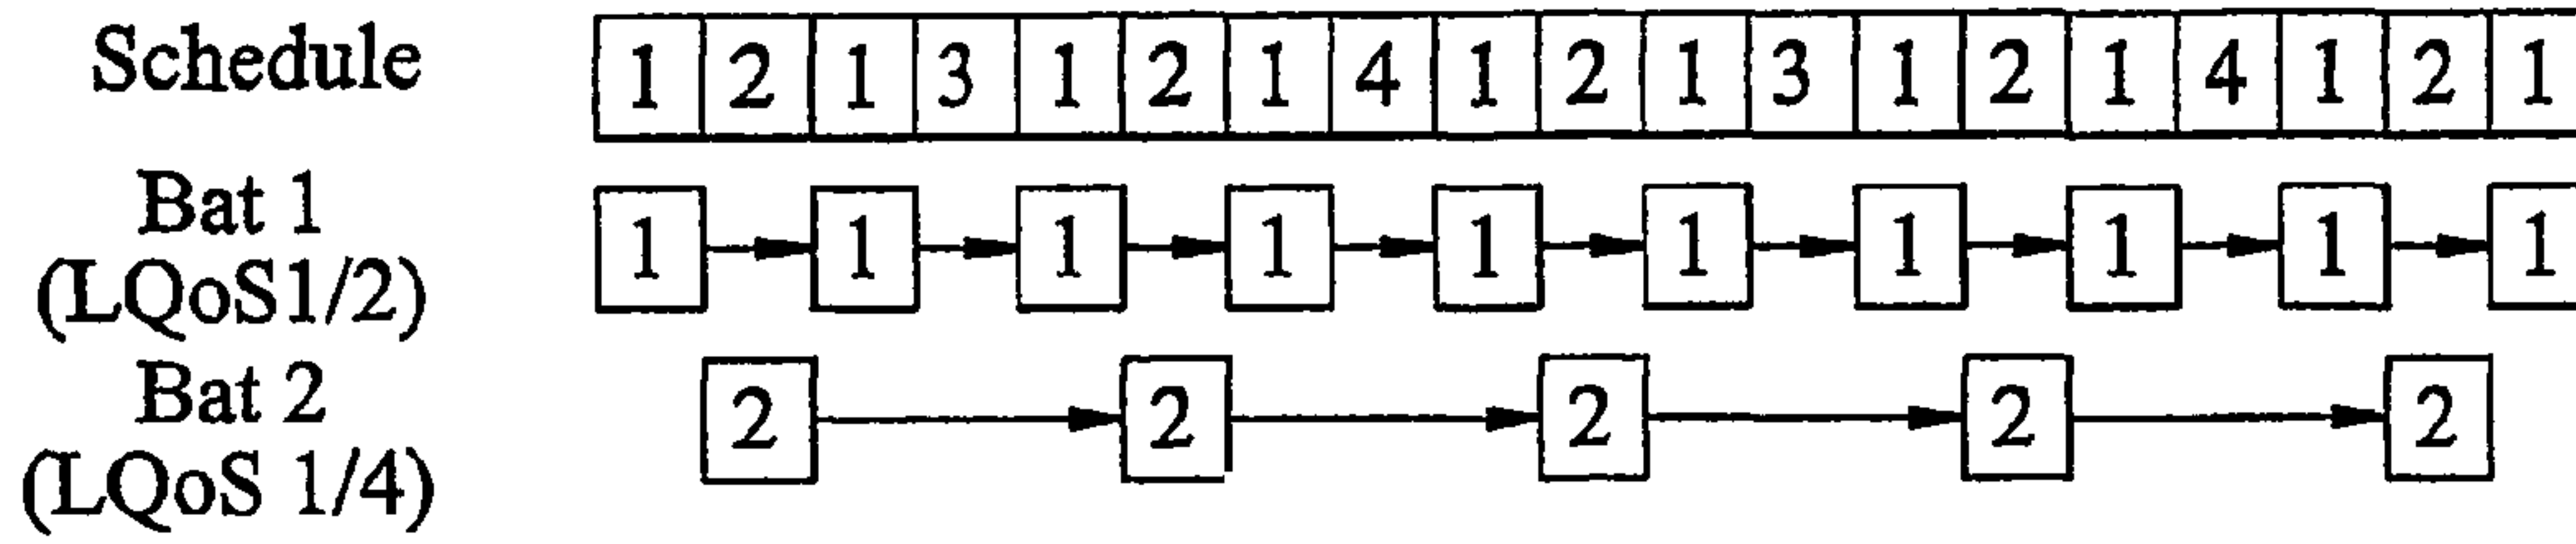 Schedule 1 2 1 3 1 2 1 4 1 2 1 3 1 2 1 4 1 2 1
Bat 1
(LQoS1/2)
1 1 1 1 1 1 1 1 1 1
Bat 2
(LQoS 1/4)
2 2 2 2 2